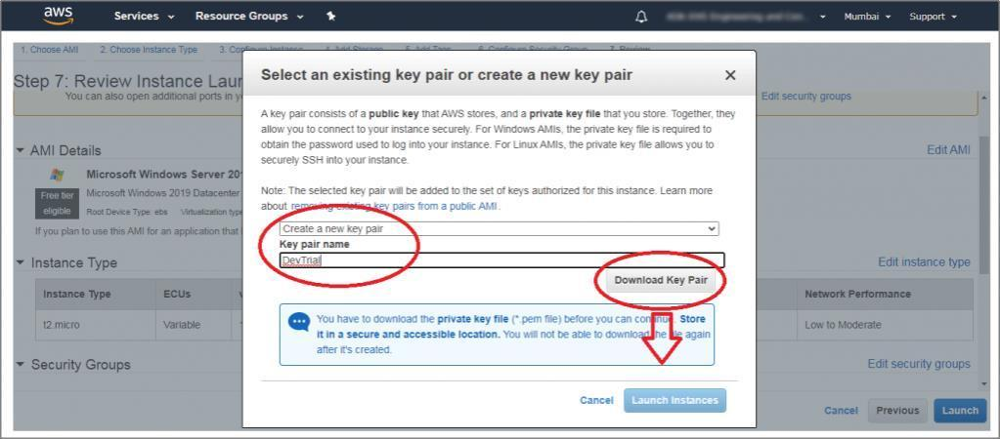 aws
Services
Resource Groups
Mumbai
Support
1. Choose AMI
2. Choose Instance Type
3. Configure Instance
4. Add Storage
5. Add Tags
6. Configure Security Group
7. Review
Step 7: Review Instance Laun
You can also open additional ports in yo
Edit security groups
AMI Details
Edit AMI
Microsoft Windows Server 20
Free tier
eligible
Microsoft Windows 2019 Datacenter
Root Device Type: ebs
Virtualization type
If you plan to use this AMI for an application that
Instance Type
Edit instance type
Instance Type
ECUs
Network Performance
t2.micro
Variable
Low to Moderate
Security Groups
Edit security groups
Cancel
Previous
Launch
Select an existing key pair or create a new key pair
A key pair consists of a public key that AWS stores, and a private key file that you store. Together, they
allow you to connect to your instance securely. For Windows AMIs, the private key file is required to
obtain the password used to log into your instance. For Linux AMIs, the private key file allows you to
securely SSH into your instance.
Note: The selected key pair will be added to the set of keys authorized for this instance. Learn more
about removing existing key pairs from a public AMI.
Create a new key pair
Key pair name
DevTrial
Download Key Pair
You have to download the private key file (*.pem file) before you can continue. Store
it in a secure and accessible location. You will not be able to download the file again
after it's created.
Cancel
Launch Instances